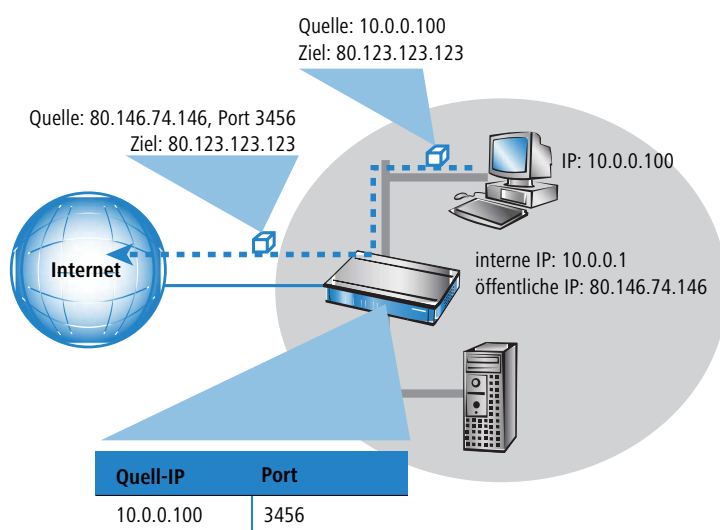 Quelle: 10.0.0.100
Ziel: 80.123.123.123
Quelle: 80.146.74.146, Port 3456
Ziel: 80.123.123.123
IP: 10.0.0.100
Internet
interne IP: 10.0.0.1
öffentliche IP: 80.146.74.146
Quell-IP Port
10.0.0.100 3456